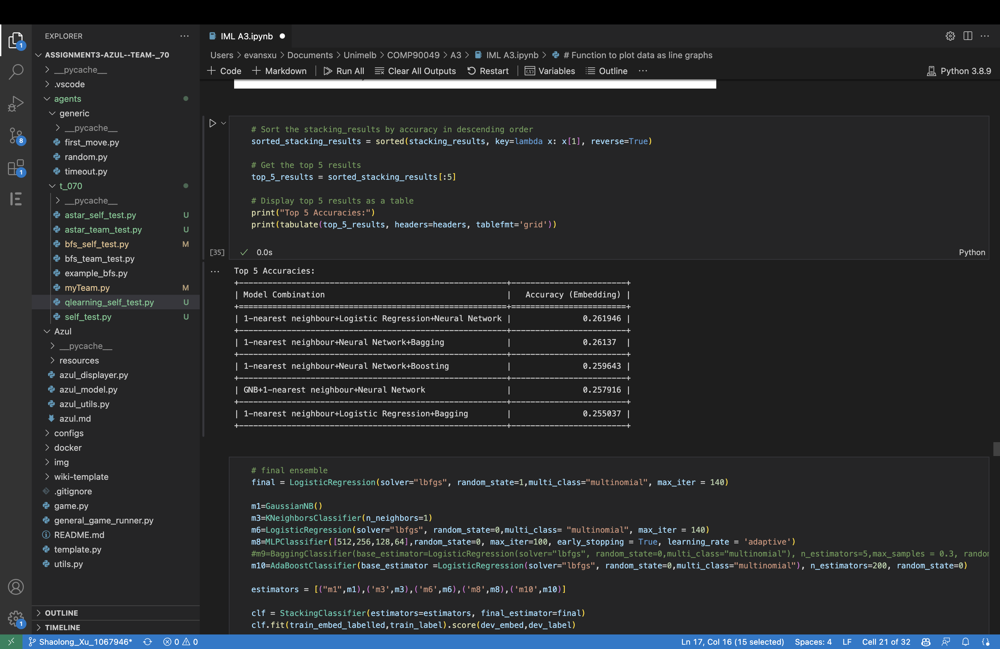 EXPLORER
ASSIGNMENT3-AZUL--TEAM-_70
__pycache__
.vscode
agents
generic
__pycache__
first_move.py
random.py
timeout.py
t_070
__pycache__
astar_self_test.py U
astar_team_test.py U
bfs_self_test.py M
bfs_team_test.py
example_bfs.py
myTeam.py M
qlearning_self_test.py U
self_test.py U
Azul
__pycache__
resources
azul_displayer.py
azul_model.py
azul_utils.py
azul.md
configs
docker
img
wiki-template
.gitignore
game.py
general_game_runner.py
README.md
template.py
utils.py
OUTLINE
TIMELINE
1
8
1
1
IML A3.ipynb
Users > evansxu > Documents > Unimelb > COMP90049 > A3 > IML A3.ipynb > # Function to plot data as line graphs
+ Code + Markdown | Run All Clear All Outputs Restart | Variables Outline ··· Python 3.8.9
# Sort the stacking_results by accuracy in descending order
sorted_stacking_results = sorted(stacking_results, key=lambda x: x[1], reverse=True)
# Get the top 5 results
top_5_results = sorted_stacking_results[:5]
# Display top 5 results as a table
print("Top 5 Accuracies:")
print(tabulate(top_5_results, headers=headers, tablefmt='grid'))
[35] 0.0s Python
Top 5 Accuracies:
+--------------------------------------------------------+------------------------+
| Model Combination | Accuracy (Embedding) |
+========================================================+========================+
| 1-nearest neighbour+Logistic Regression+Neural Network | 0.261946 |
+--------------------------------------------------------+------------------------+
| 1-nearest neighbour+Neural Network+Bagging | 0.26137 |
+--------------------------------------------------------+------------------------+
| 1-nearest neighbour+Neural Network+Boosting | 0.259643 |
+--------------------------------------------------------+------------------------+
| GNB+1-nearest neighbour+Neural Network | 0.257916 |
+--------------------------------------------------------+------------------------+
| 1-nearest neighbour+Logistic Regression+Bagging | 0.255037 |
+--------------------------------------------------------+------------------------+
# final ensemble
final = LogisticRegression(solver="lbfgs", random_state=1,multi_class="multinomial", max_iter = 140)
m1=GaussianNB()
m3=KNeighborsClassifier(n_neighbors=1)
m6=LogisticRegression(solver="lbfgs", random_state=0,multi_class= "multinomial", max_iter = 140)
m8=MLPClassifier([512,256,128,64],random_state=0, max_iter=100, early_stopping = True, learning_rate = 'adaptive')
#m9=BaggingClassifier(base_estimator=LogisticRegression(solver="lbfgs", random_state=0,multi_class="multinomial"), n_estimators=5,max_samples = 0.3, rando
m10=AdaBoostClassifier(base_estimator =LogisticRegression(solver="lbfgs", random_state=0,multi_class="multinomial"), n_estimators=200, random_state=0)
estimators = [("m1",m1),('m3',m3),('m6',m6),('m8',m8),('m10',m10)]
clf = StackingClassifier(estimators=estimators, final_estimator=final)
clf.fit(train_embed_labelled,train_label).score(dev_embed,dev_label)
Shaolong_Xu_1067946* 0 0 Ln 17, Col 16 (15 selected) Spaces: 4 LF Cell 21 of 32